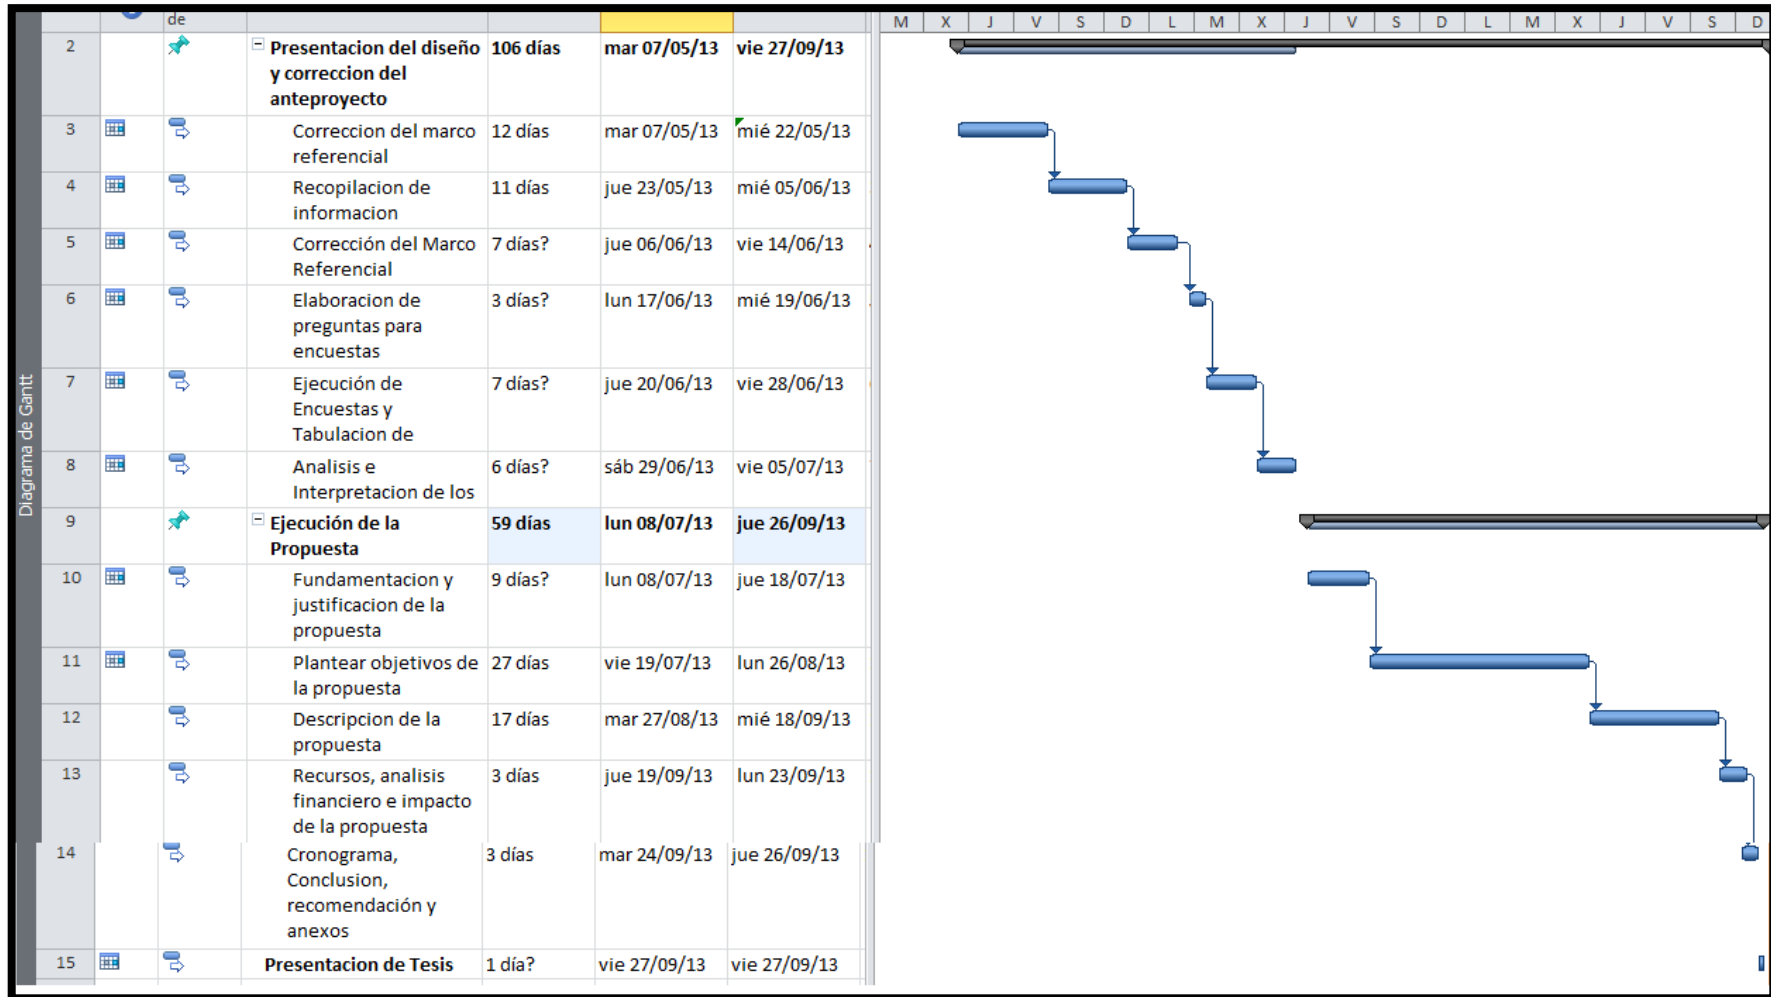 de
M X J V S D L M X J V S D L M X J V S D
2 Presentacion del diseño 106 días mar 07/05/13 vie 27/09/13
y correccion del
anteproyecto
3 Correccion del marco 12 días mar 07/05/13 mié 22/05/13
referencial
4 Recopilacion de 11 días jue 23/05/13 mié 05/06/13
informacion
5 Corrección del Marco 7 días? jue 06/06/13 vie 14/06/13
Referencial
6 Elaboracion de 3 días? lun 17/06/13 mié 19/06/13
preguntas para
encuestas
7 Ejecución de 7 días? jue 20/06/13 vie 28/06/13
Encuestas y
Tabulacion de
8 Analisis e 6 días? sáb 29/06/13 vie 05/07/13
Interpretacion de los
9 Ejecución de la 59 días lun 08/07/13 jue 26/09/13
Propuesta
10 Fundamentacion y 9 días? lun 08/07/13 jue 18/07/13
justificacion de la
propuesta
11 Plantear objetivos de 27 días vie 19/07/13 lun 26/08/13
la propuesta
12 Descripcion de la 17 días mar 27/08/13 mié 18/09/13
propuesta
13 Recursos, analisis 3 días jue 19/09/13 lun 23/09/13
financiero e impacto
de la propuesta
14 Cronograma, 3 días mar 24/09/13 jue 26/09/13
Conclusion,
recomendación y
anexos
15 Presentacion de Tesis 1 día? vie 27/09/13 vie 27/09/13
Diagrama de Gantt